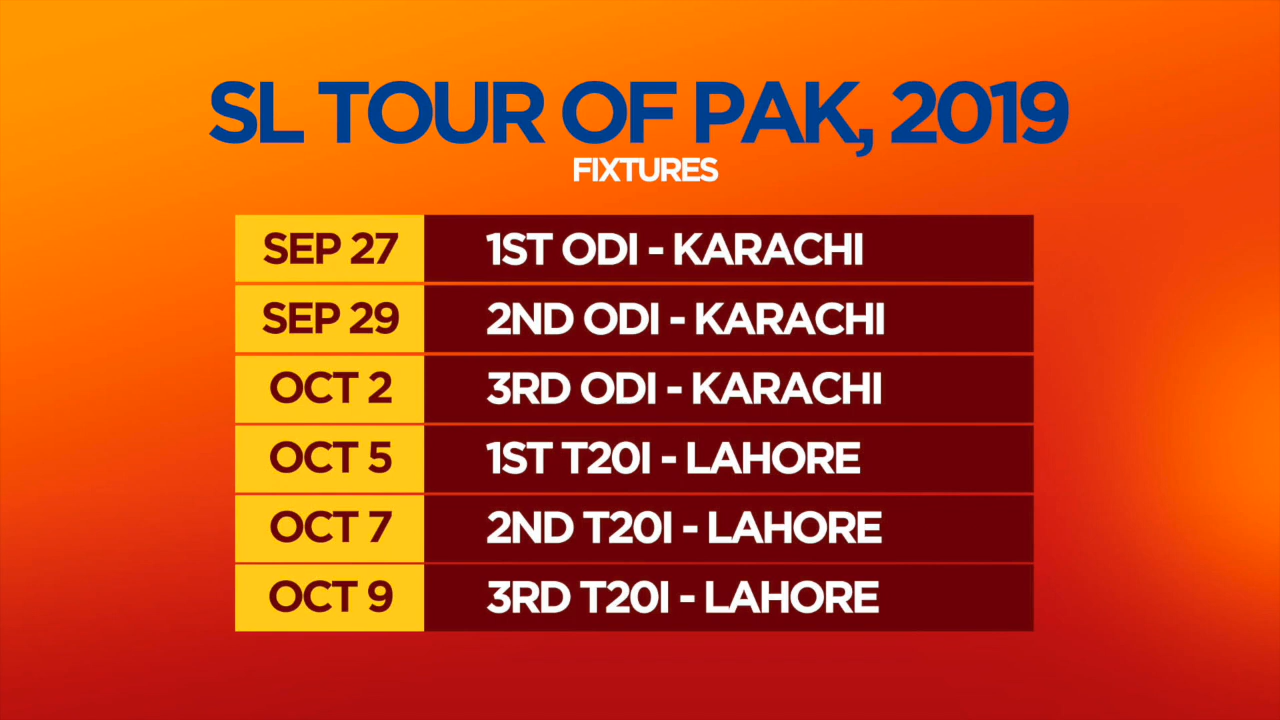 SL TOUR OF PAK, 2019
FIXTURES
SEP 27 1ST ODI - KARACHI
SEP 29 2ND ODI - KARACHI
OCT 2 3RD ODI - KARACHI
OCT 5 1ST T20I - LAHORE
OCT 7 2ND T20I - LAHORE
OCT 9 3RD T20I - LAHORE